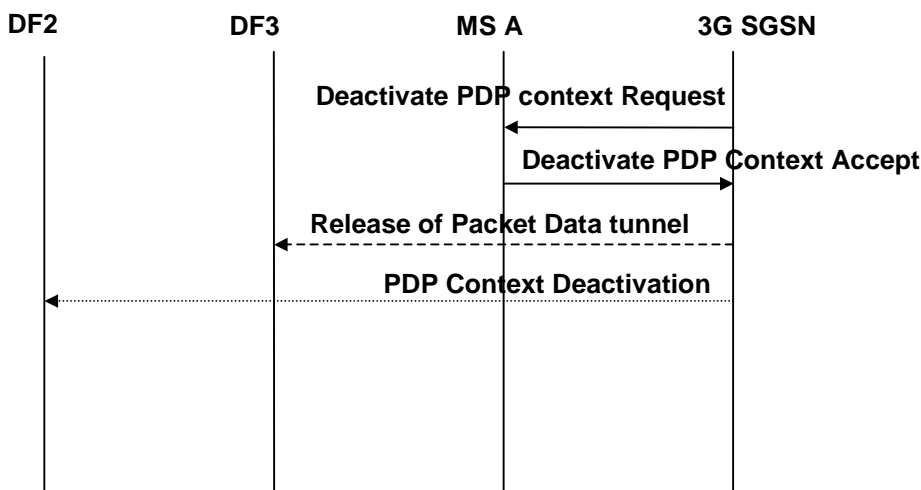 DF2 DF3 MS A 3G SGSN
Deactivate PDP context Request
Deactivate PDP Context Accept
Release of Packet Data tunnel
PDP Context Deactivation